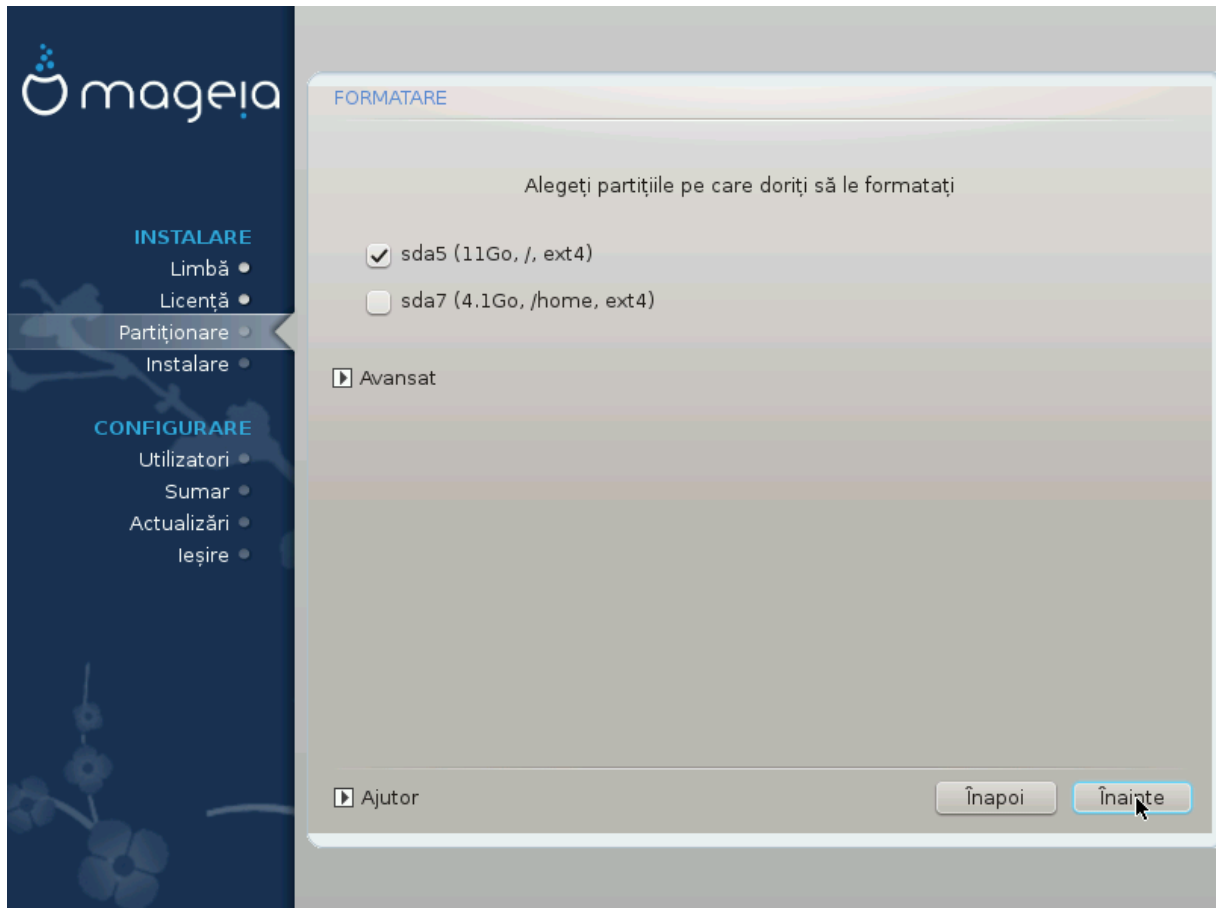 mageia
INSTALARE
Limbă
Licență
Partiționare
Instalare
CONFIGURARE
Utilizatori
Sumar
Actualizări
Ieșire
FORMATARE
Alegeți partițiile pe care doriți să le formatați
sda5 (11Go, /, ext4)
sda7 (4.1Go, /home, ext4)
Avansat
Ajutor
Înapoi
Înainte